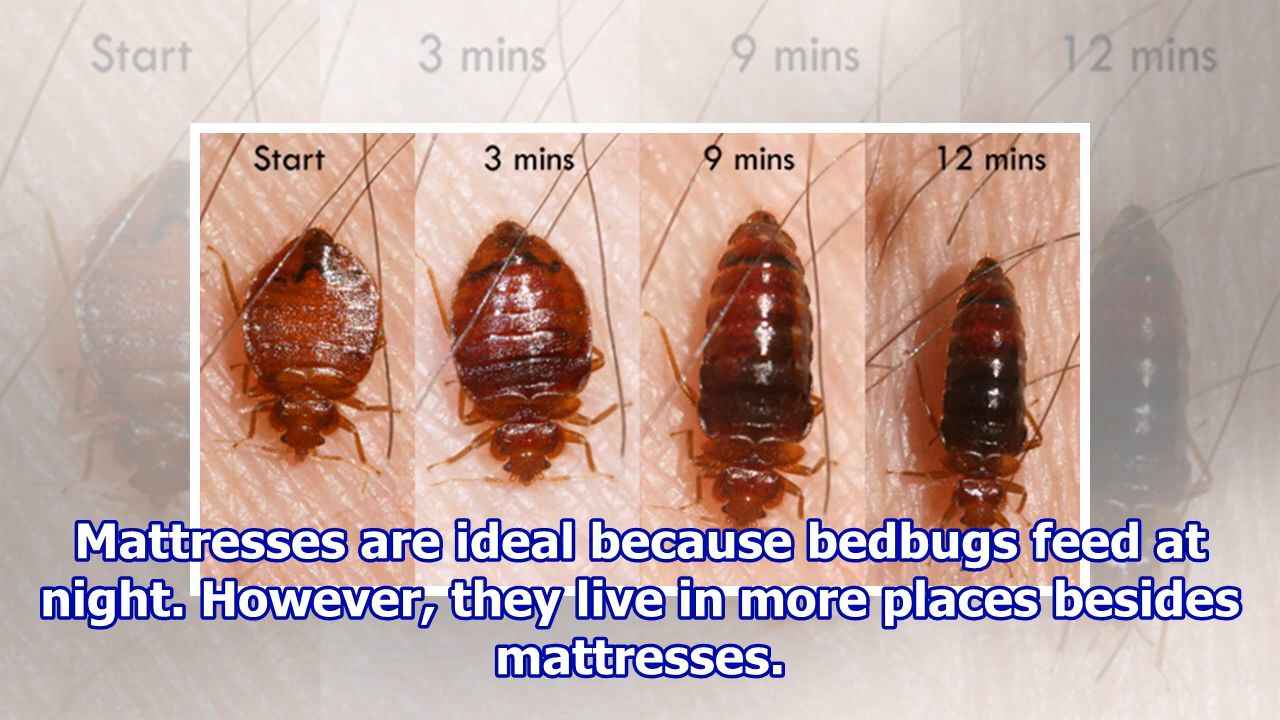 Start 3 mins 9 mins 12 mins
Start 3 mins 9 mins 12 mins
Mattresses are ideal because bedbugs feed at
night. However, they live in more places besides
mattresses.